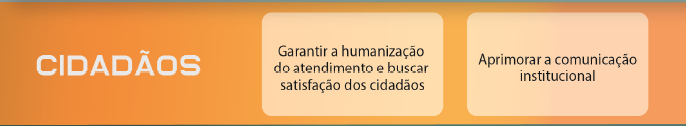 CIDADÃOS
Garantir a humanização
do atendimento e buscar
satisfação dos cidadãos
Aprimorar a comunicação
institucional